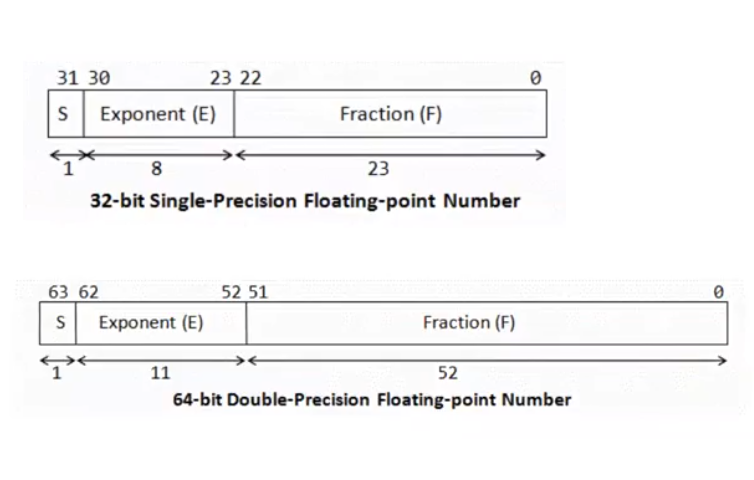 31 30 23 22 0
S Exponent (E) Fraction (F)
1 8 23
32-bit Single-Precision Floating-point Number
63 62 52 51 0
S Exponent (E) Fraction (F)
1 11 52
64-bit Double-Precision Floating-point Number